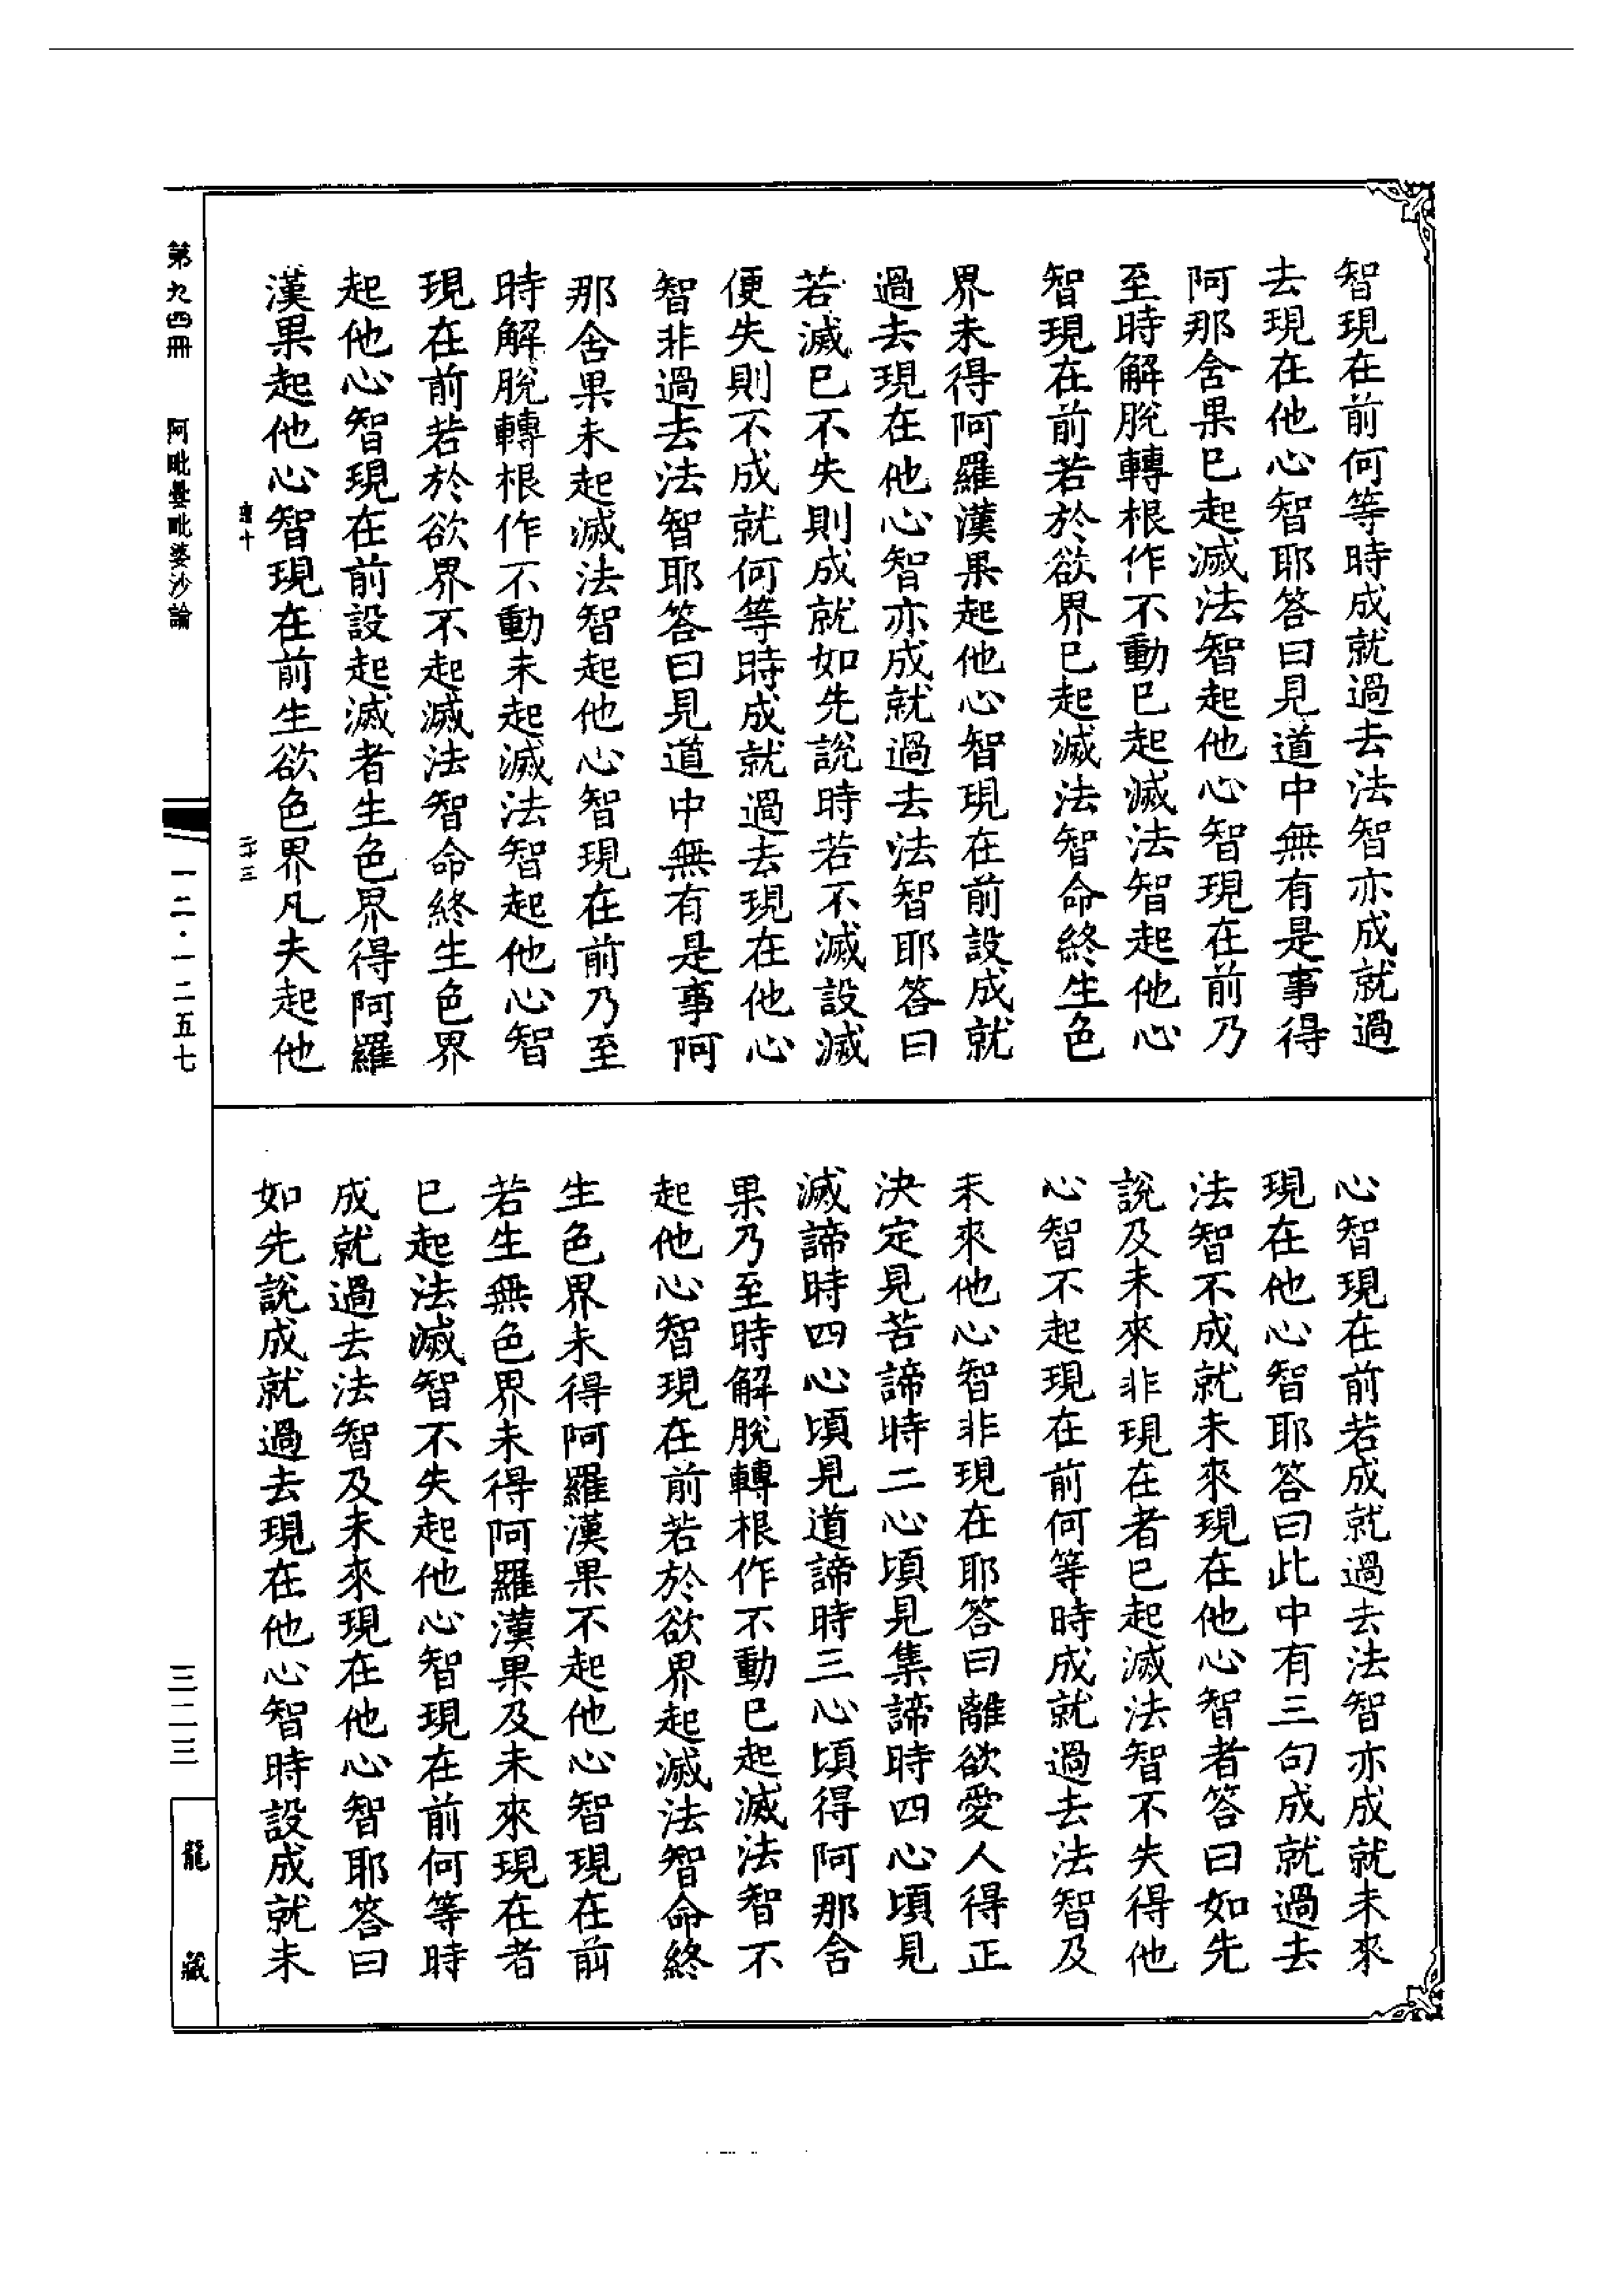 智現在前何等時成就過去法智亦成就過
去現在他心智耶答曰見道中無有是事得
阿那含果已起滅法智起他心智現在前乃
至時解脫轉根作不動已起滅法智起他心
智現在前若於欲界已起滅法智命終生色
界未得阿羅漢果起他心智現在前設成就
過去現在他心智亦成就過去法智耶答曰
若滅已不失則成就如先說時若不滅設滅
便失則不成就何等時成就過去現在他心
智非過去法智耶答曰見道中無有是事阿
那含果未起滅法智起他心智現在前乃至
時解脫轉根作不動未起滅法智起他心智
現在前若於欲界不起滅法智命終生色界
起他心智現在前設起滅者生色界得阿羅
漢果起他心智現在前生欲色界凡夫起他
心智現在前若成就過去法智亦成就未來
現在他心智耶答曰此中有三句成就過去
法智不成就未來現在他心智者答曰如先
說及未來非現在者已起滅法智不失得他
心智不起現在前何等時成就過去法智及
未來他心智非現在耶答曰離欲愛人得正
決定見苦諦時二心頃見集諦時四心頃見
滅諦時四心頃見道諦時三心頃得阿那含
果乃至時解脫轉根作不動已起滅法智不
起他心智現在前若於欲界起滅法智命終
生色界未得阿羅漢果不起他心智現在前
若生無色界未得阿羅漢果及未來現在者
已起法滅智不失起他心智現在前何等時
成就過去法智及未來現在他心智耶答曰
如先說成就過去現在他心智時設成就未
第九四冊 阿毗曇毗婆沙論
一二·一二五七
三二三
龍藏